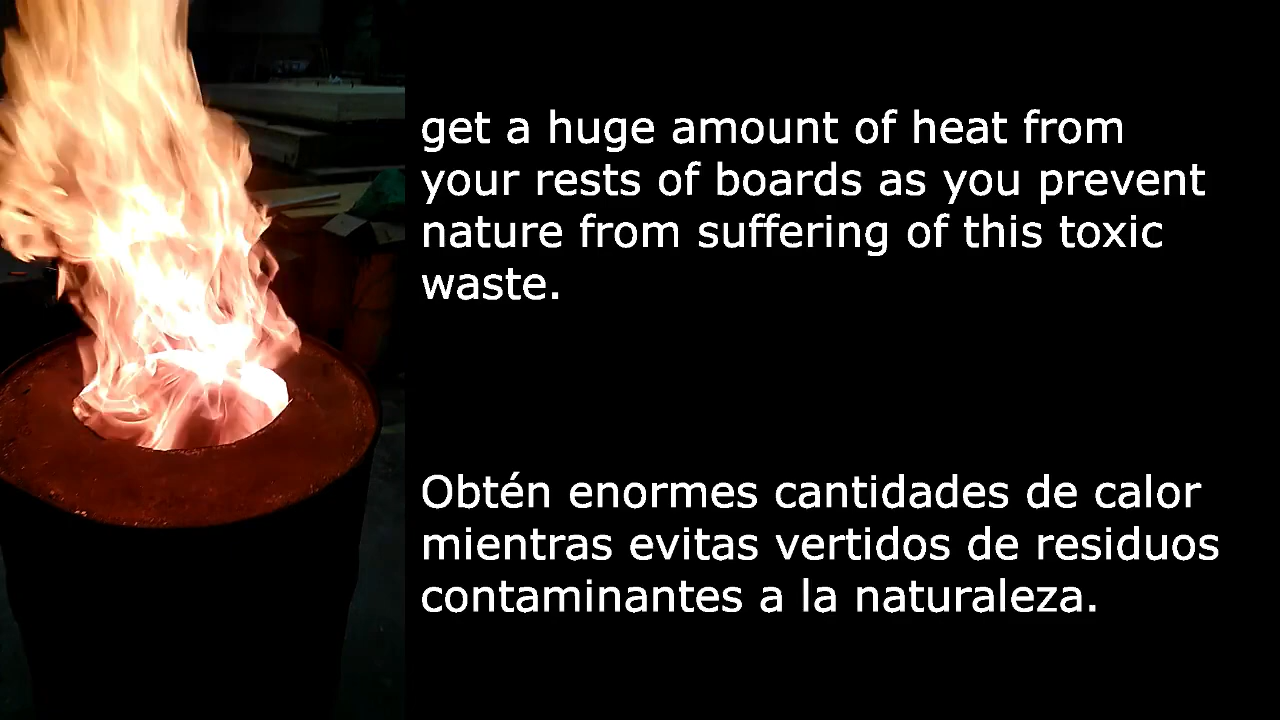 get a huge amount of heat from
your rests of boards as you prevent
nature from suffering of this toxic
waste.
Obtén enormes cantidades de calor
mientras evitas vertidos de residuos
contaminantes a la naturaleza.